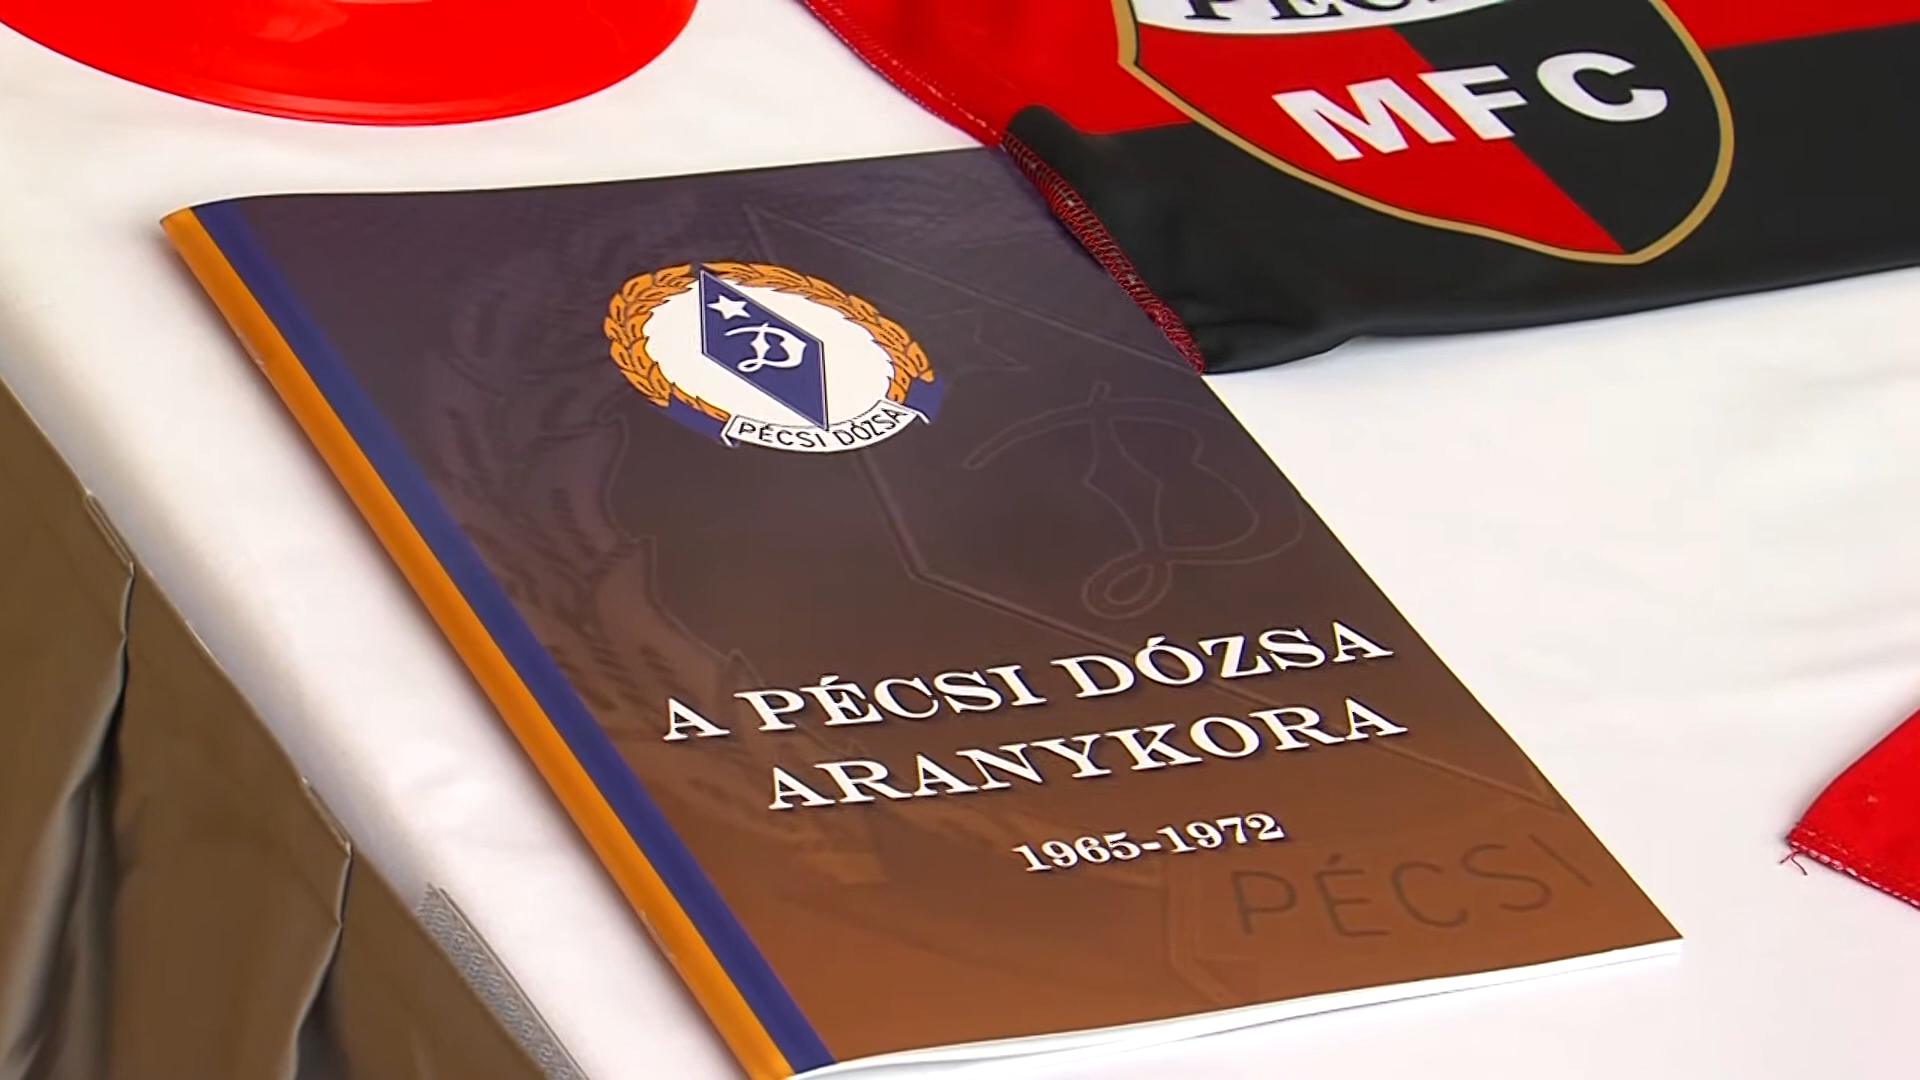 MFC
PÉCSI DÓZSA
A PÉCSI DÓZSA
ARANYKORA
1965-1972
PÉCSI